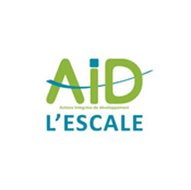 AiD
Actions Intégrées de développement
L'ESCALE